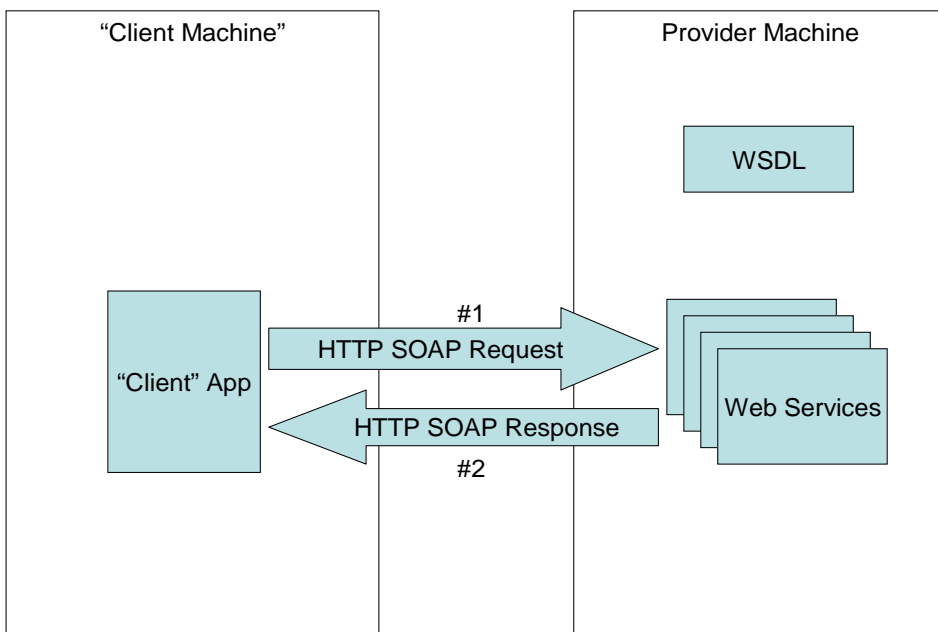 “Client Machine”
Provider Machine
WSDL
#1
HTTP SOAP Request
“Client” App
Web Services
HTTP SOAP Response
#2